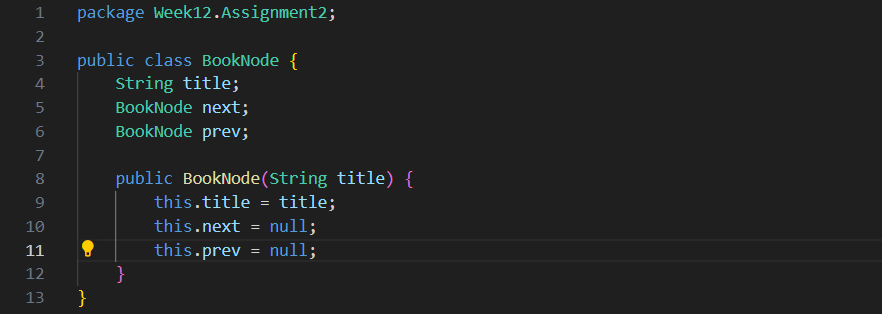 1 package Week12.Assignment2;
2
3 public class BookNode {
4     String title;
5     BookNode next;
6     BookNode prev;
7
8     public BookNode(String title) {
9         this.title = title;
10         this.next = null;
11         this.prev = null;
12     }
13 }